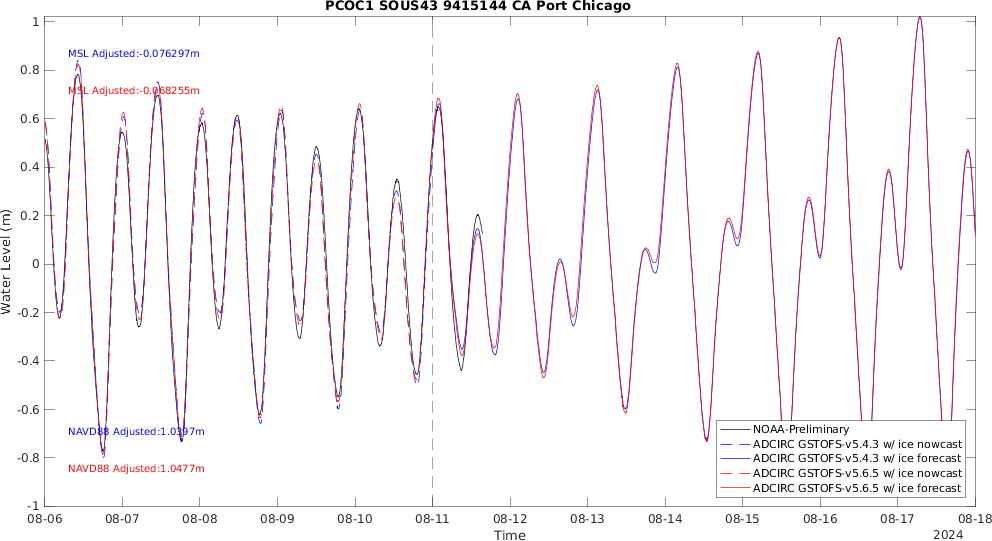 PCOC1 SOUS43 9415144 CA Port Chicago
MSL Adjusted:-0.076297m
MSL Adjusted:-0.068255m
NAVD88 Adjusted:1.0397m
NAVD88 Adjusted:1.0477m
Water Level (m)
1
0.8
0.6
0.4
0.2
0
-0.2
-0.4
-0.6
-0.8
-1
NOAA-Preliminary
ADCIRC GSTOFS-v5.4.3 w/ ice nowcast
ADCIRC GSTOFS-v5.4.3 w/ ice forecast
ADCIRC GSTOFS-v5.6.5 w/ ice nowcast
ADCIRC GSTOFS-v5.6.5 w/ ice forecast
08-06 08-07 08-08 08-09 08-10 08-11 08-12 08-13 08-14 08-15 08-16 08-17 08-18
Time
2024